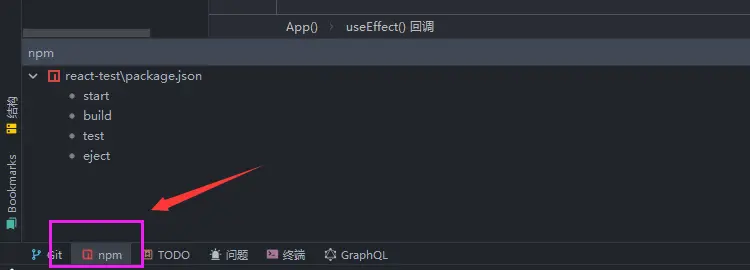 App() › useEffect() 回调
npm
react-test\package.json
start
build
test
eject
结构
Bookmarks
Git npm TODO 问题 终端 GraphQL